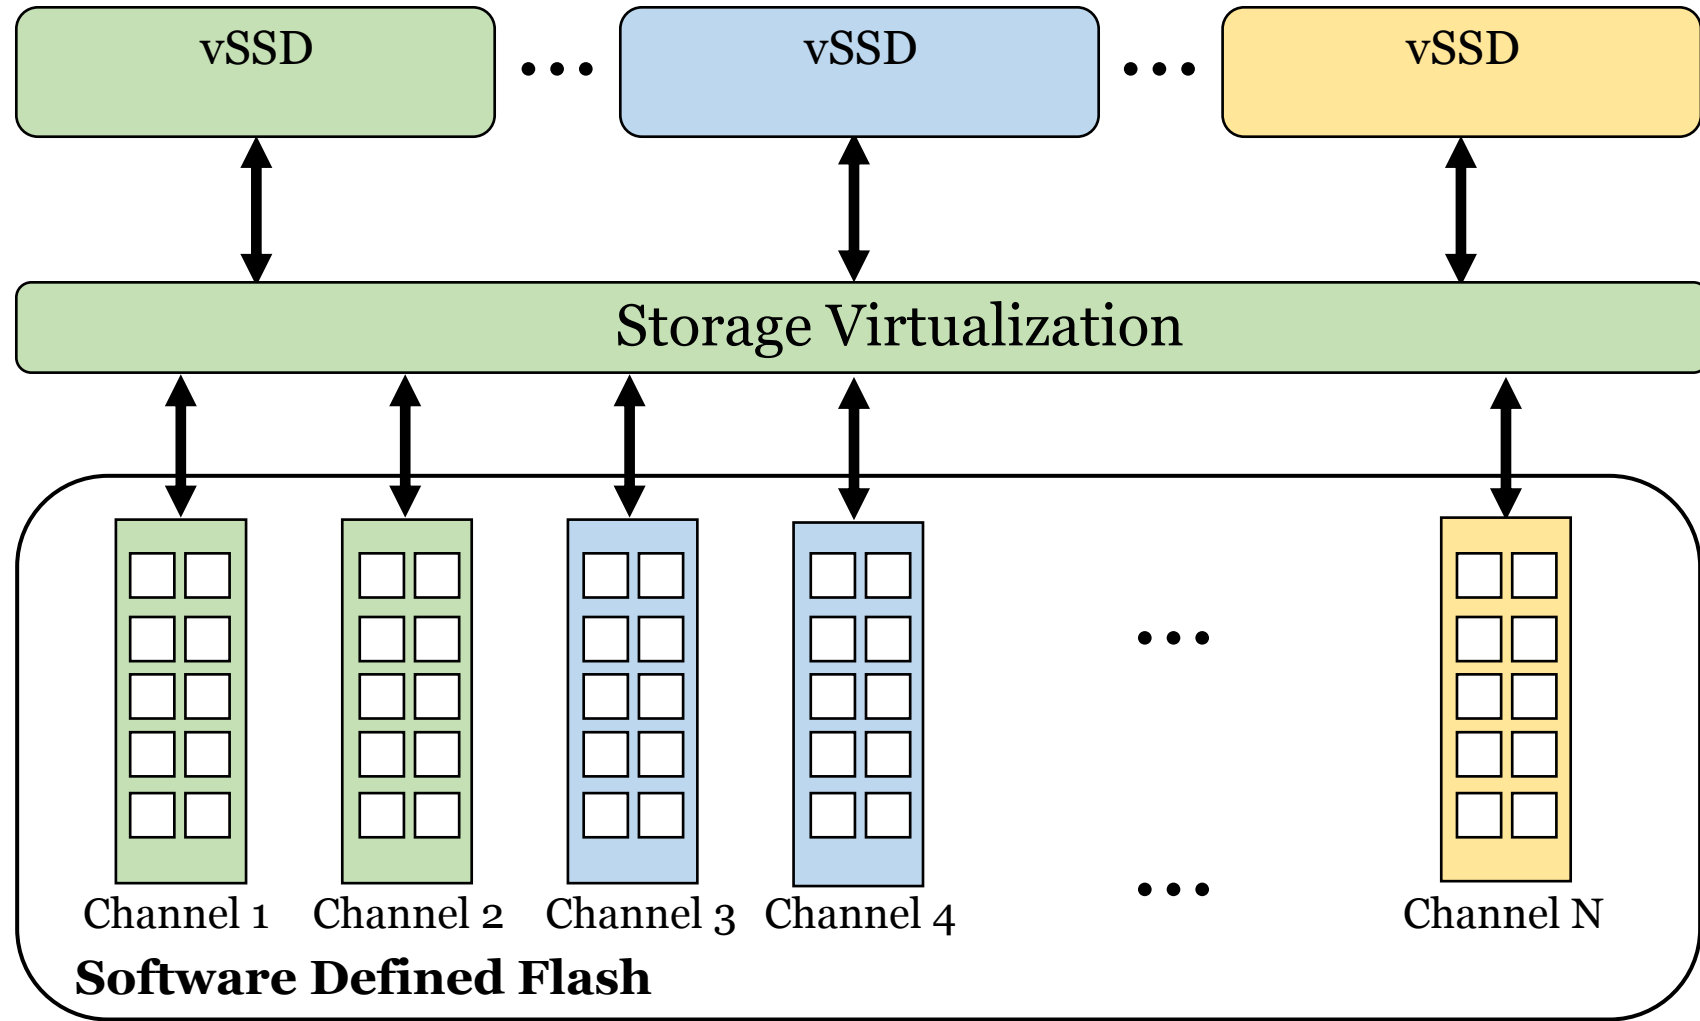 vSSD ... vSSD ... vSSD
Storage Virtualization
...
...
Channel 1 Channel 2 Channel 3 Channel 4 Channel N
Software Defined Flash